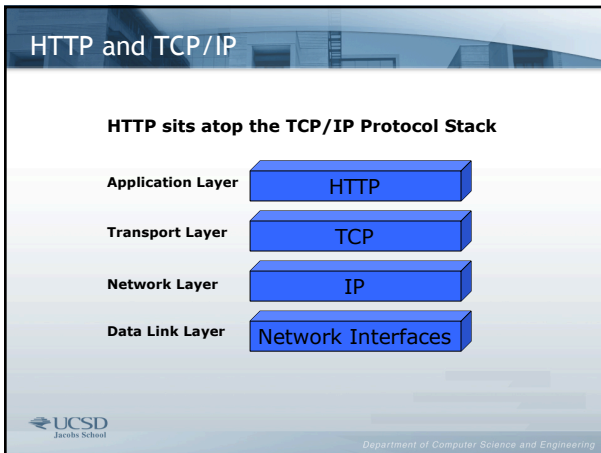 HTTP and TCP/IP
HTTP sits atop the TCP/IP Protocol Stack
Application Layer HTTP
Transport Layer TCP
Network Layer IP
Data Link Layer Network Interfaces
UCSD
Jacobs School
Department of Computer Science and Engineering